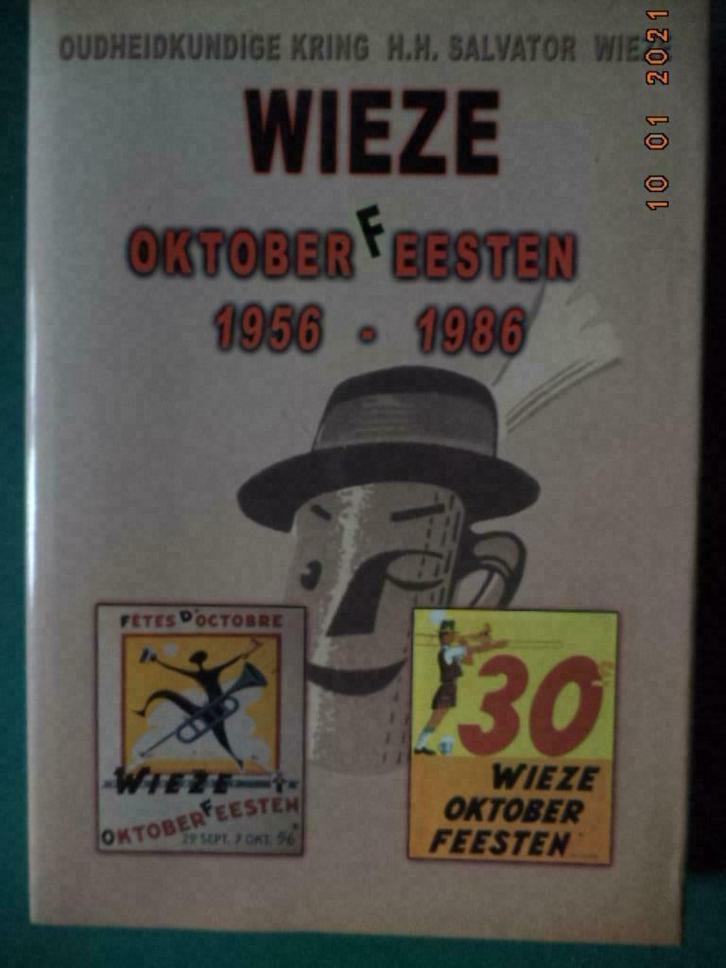 OUDHEIDKUNDIGE KRING H.H. SALVATOR WIEZE
WIEZE
OKTOBERFEESTEN
1956 - 1986
FÊTES D'OCTOBRE
WIEZE
OKTOBERFEESTEN
29 SEPT. 7 OKT. 56
30
WIEZE
OKTOBER
FEESTEN
10 01 2021